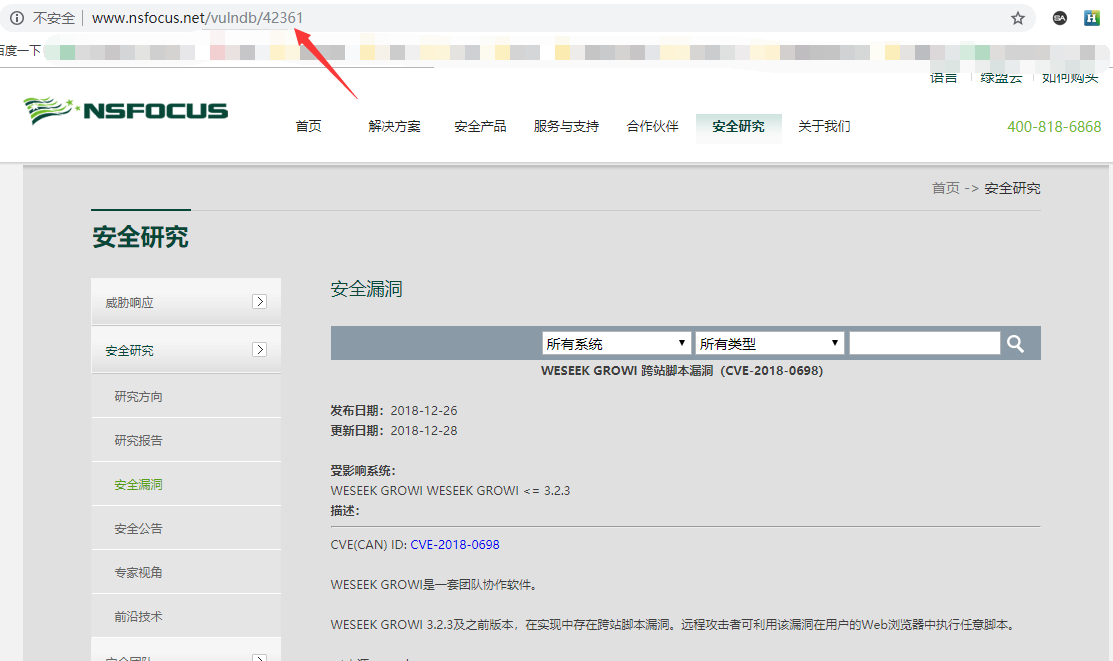 不安全 www.nsfocus.net/vulndb/42361
SA H
百度一下
语言 绿盟云 如何购买
NSFOCUS
首页 解决方案 安全产品 服务与支持 合作伙伴 安全研究 关于我们 400-818-6868
首页 -> 安全研究
安全研究
威胁响应
安全研究
研究方向
研究报告
安全漏洞
安全公告
专家视角
前沿技术
安全团队
安全漏洞
所有系统 所有类型
WESEEK GROWI 跨站脚本漏洞（CVE-2018-0698）
发布日期：2018-12-26
更新日期：2018-12-28
受影响系统：
WESEEK GROWI WESEEK GROWI <= 3.2.3
描述：
CVE(CAN) ID: CVE-2018-0698
WESEEK GROWI是一套团队协作软件。
WESEEK GROWI 3.2.3及之前版本，在实现中存在跨站脚本漏洞。远程攻击者可利用该漏洞在用户的Web浏览器中执行任意脚本。